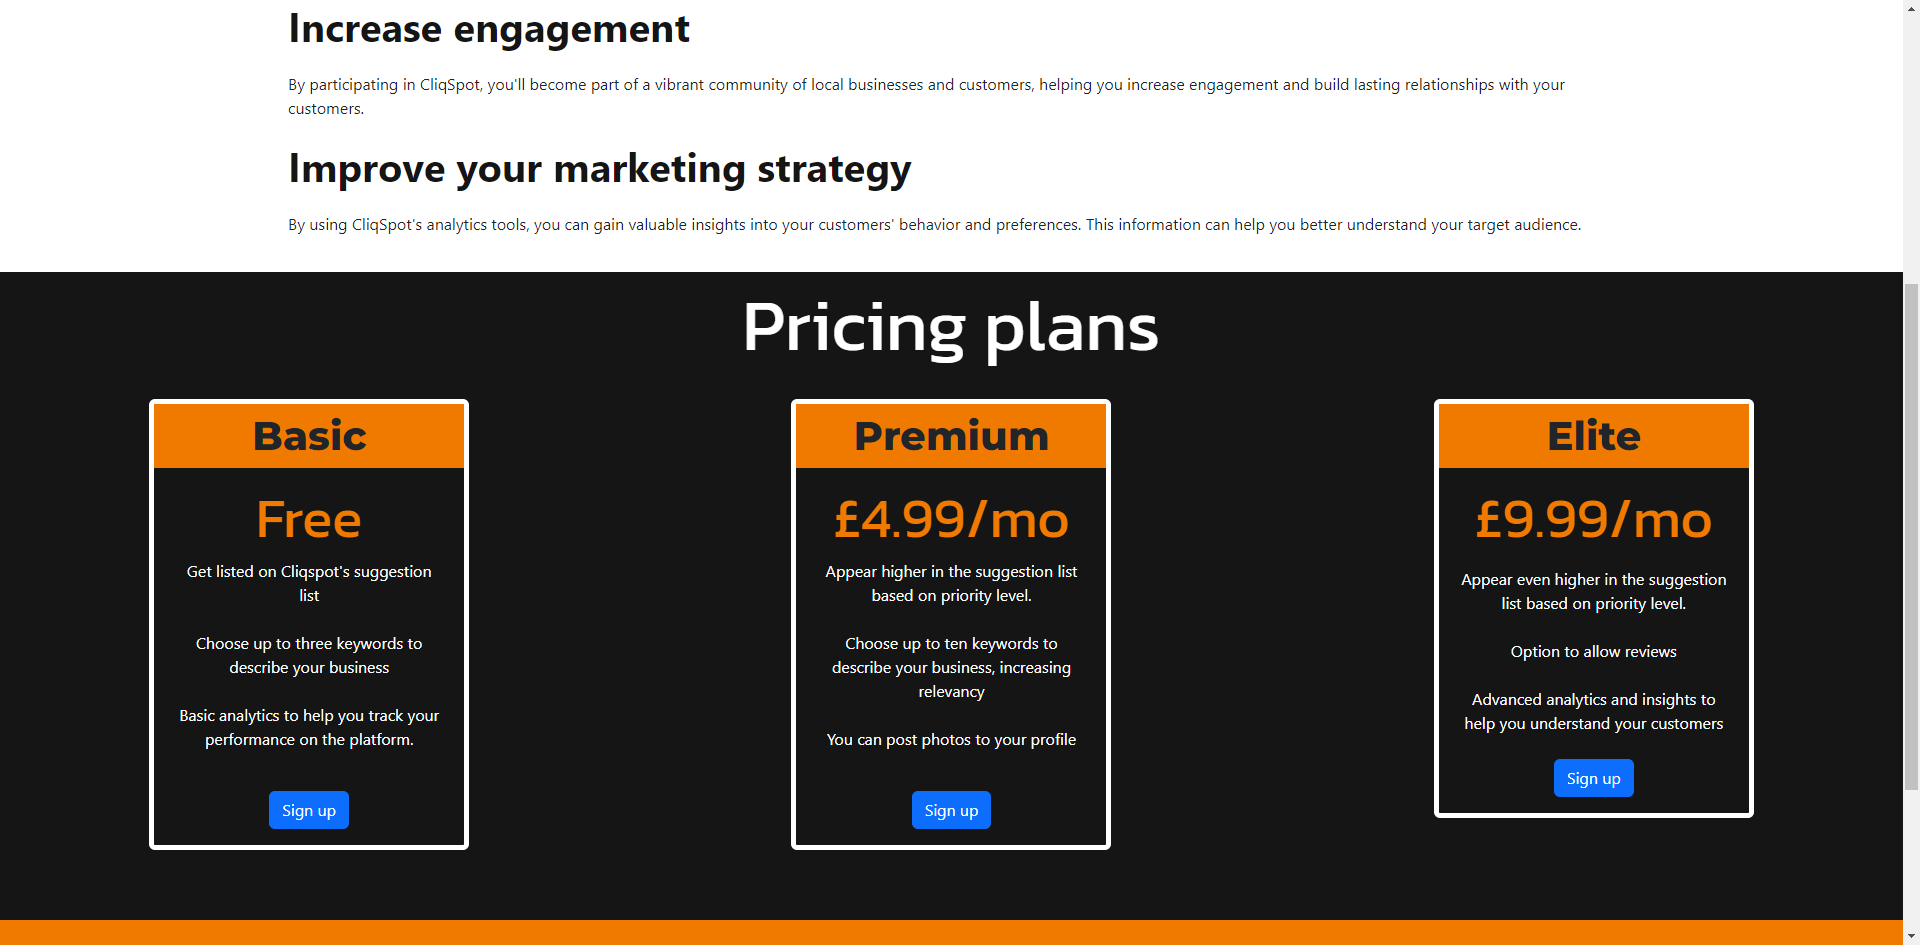 Increase engagement
By participating in CliqSpot, you'll become part of a vibrant community of local businesses and customers, helping you increase engagement and build lasting relationships with your
customers.
Improve your marketing strategy
By using CliqSpot's analytics tools, you can gain valuable insights into your customers' behavior and preferences. This information can help you better understand your target audience.
Pricing plans
Basic
Free
Get listed on Cliqspot's suggestion
list
Choose up to three keywords to
describe your business
Basic analytics to help you track your
performance on the platform.
Sign up
Premium
£4.99/mo
Appear higher in the suggestion list
based on priority level.
Choose up to ten keywords to
describe your business, increasing
relevancy
You can post photos to your profile
Sign up
Elite
£9.99/mo
Appear even higher in the suggestion
list based on priority level.
Option to allow reviews
Advanced analytics and insights to
help you understand your customers
Sign up